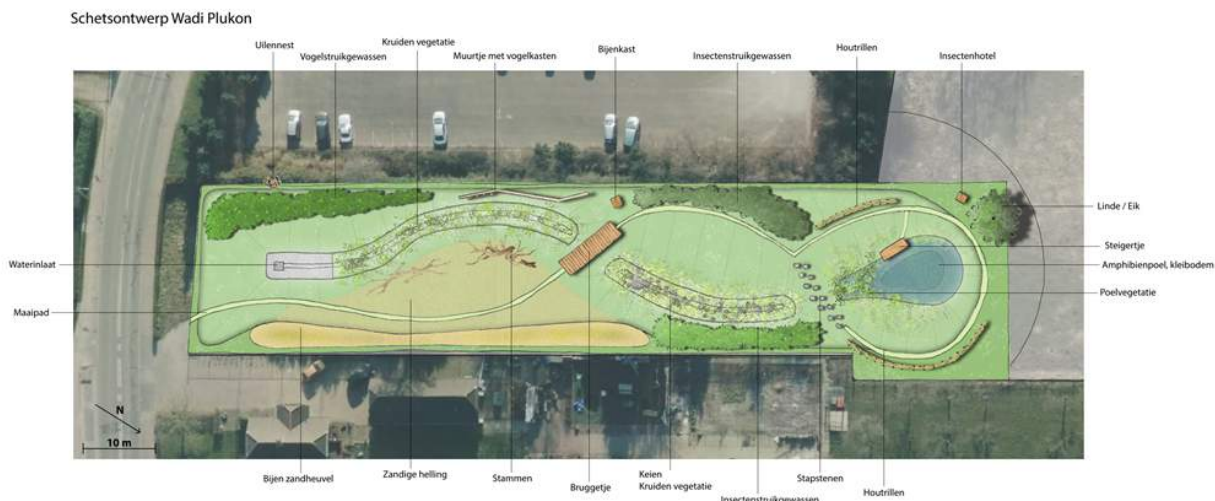 Schetsontwerp Wadi Plukon
Uilennest
Vogelstruikgewassen
Kruiden vegetatie
Muurtje met vogelkasten
Bijenkast
Insectenstruikgewassen
Houtrillen
Insectenhotel
Linde / Eik
Steigertje
Amphibienpoel, kleibodem
Poelvegetatie
Waterinlaat
Maaipad
N
10 m
Bijen zandheuvel
Zandige helling
Stammen
Bruggetje
Keien
Kruiden vegetatie
Insectenstruikgewassen
Stapstenen
Houtrillen